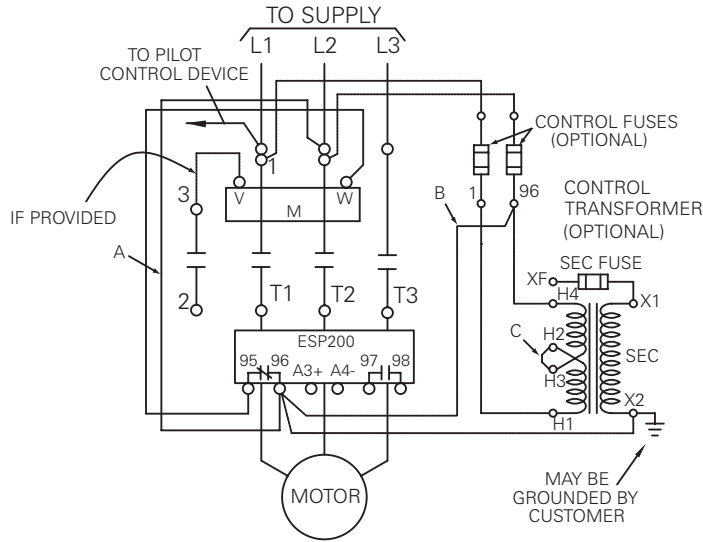 TO SUPPLY
L1 L2 L3
TO PILOT
CONTROL DEVICE
CONTROL FUSES
(OPTIONAL)
1
3
V M W
B
1 96
CONTROL
TRANSFORMER
(OPTIONAL)
IF PROVIDED
A
SEC FUSE
XF
H4 X1
2
T1 T2 T3
C
H2
SEC
ESP200
95 96 A3+ A4- 97 98
H3
X2
H1
MOTOR
MAY BE
GROUNDED BY
CUSTOMER